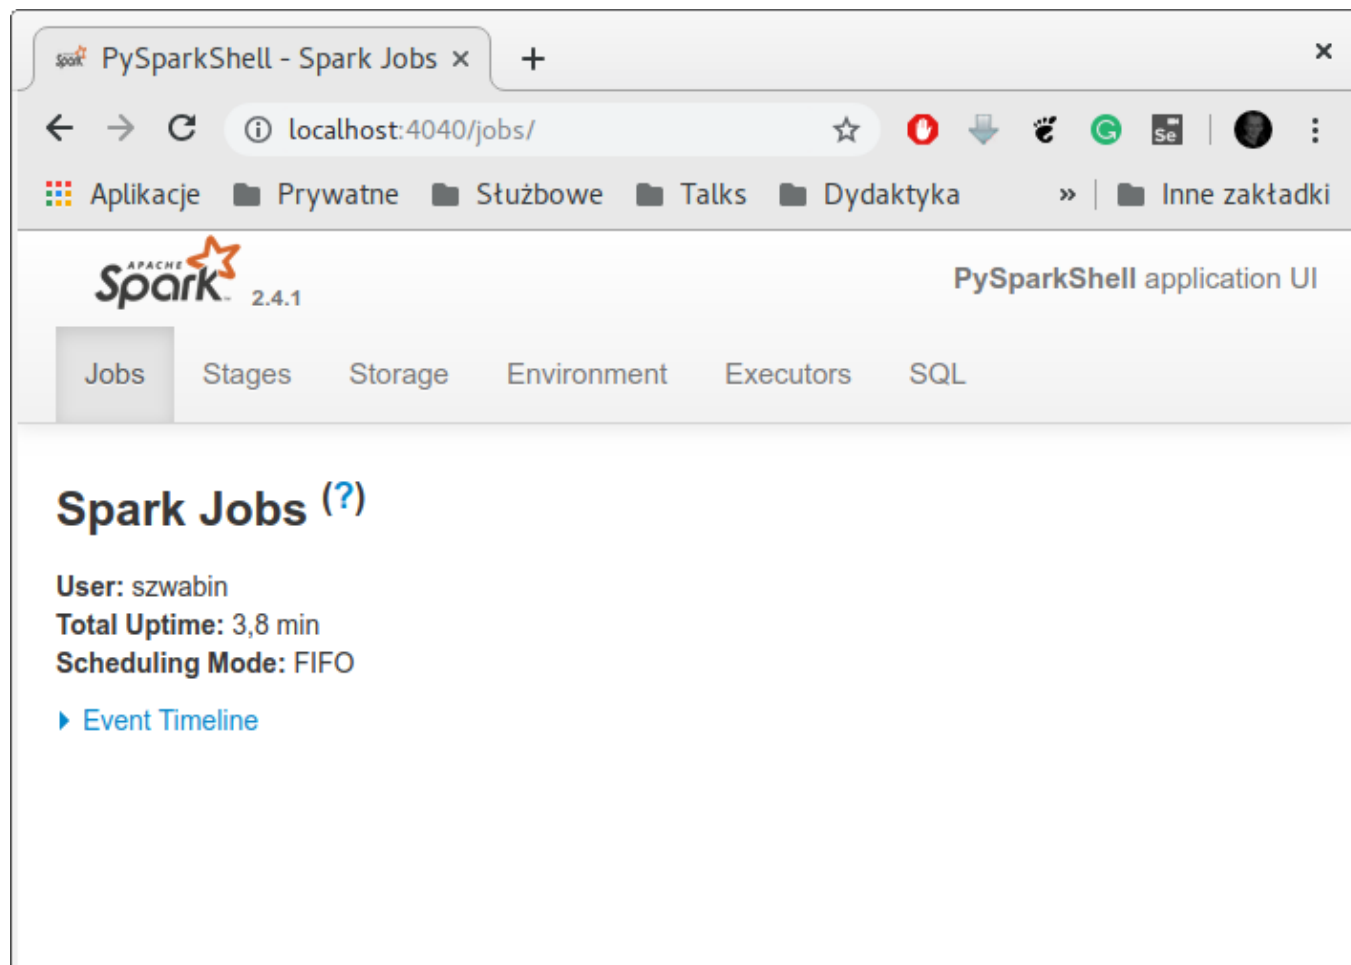 PySparkShell - Spark Jobs
localhost:4040/jobs/
Se
Aplikacje Prywatne Służbowe Talks Dydaktyka » Inne zakładki
APACHE
Spark 2.4.1 PySparkShell application UI
Jobs Stages Storage Environment Executors SQL
Spark Jobs (?)
User: szwabin
Total Uptime: 3,8 min
Scheduling Mode: FIFO
Event Timeline